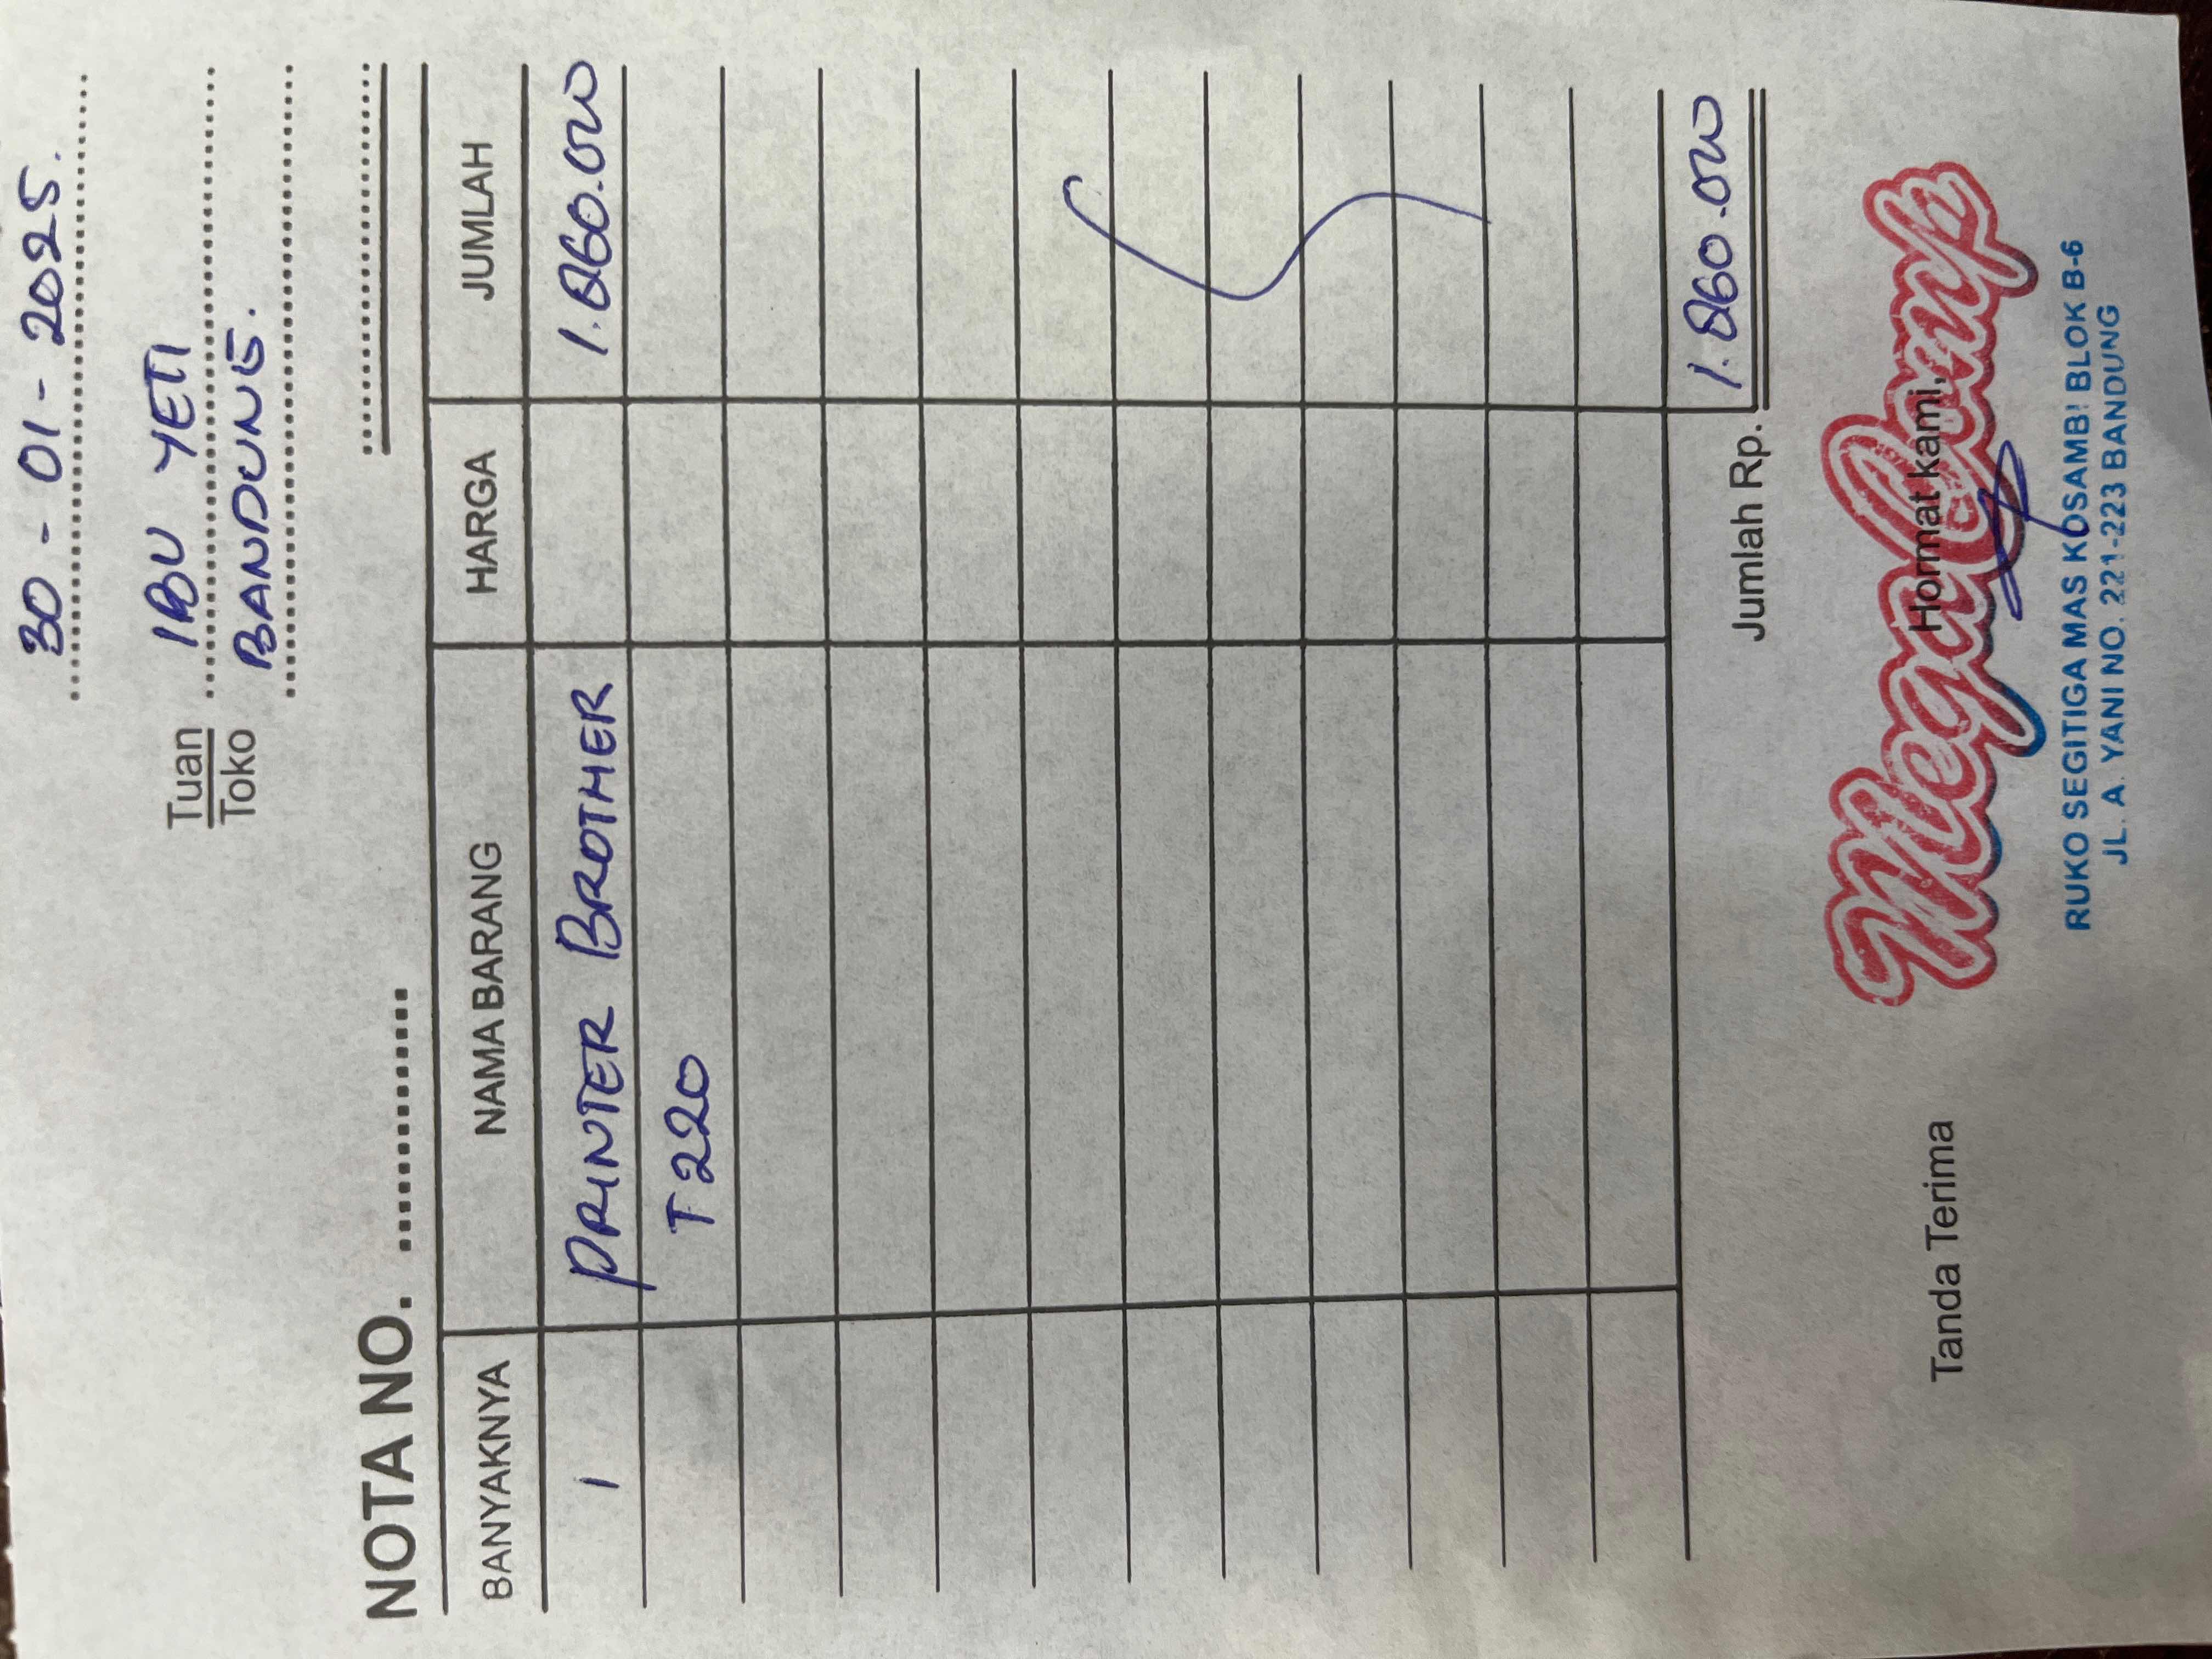 30 - 01 - 2025.
Tuan IBU YETI
Toko BANDUNG.
NOTA NO. ..............
BANYAKNYA NAMA BARANG HARGA JUMLAH
1 PRINTER BROTHER 1.860.000
T220
Jumlah Rp. 1.860.000
Tanda Terima Hormat kami,
MegaComp
RUKO SEGITIGA MAS KOSAMBI BLOK B-6
JL. A. YANI NO. 221-223 BANDUNG